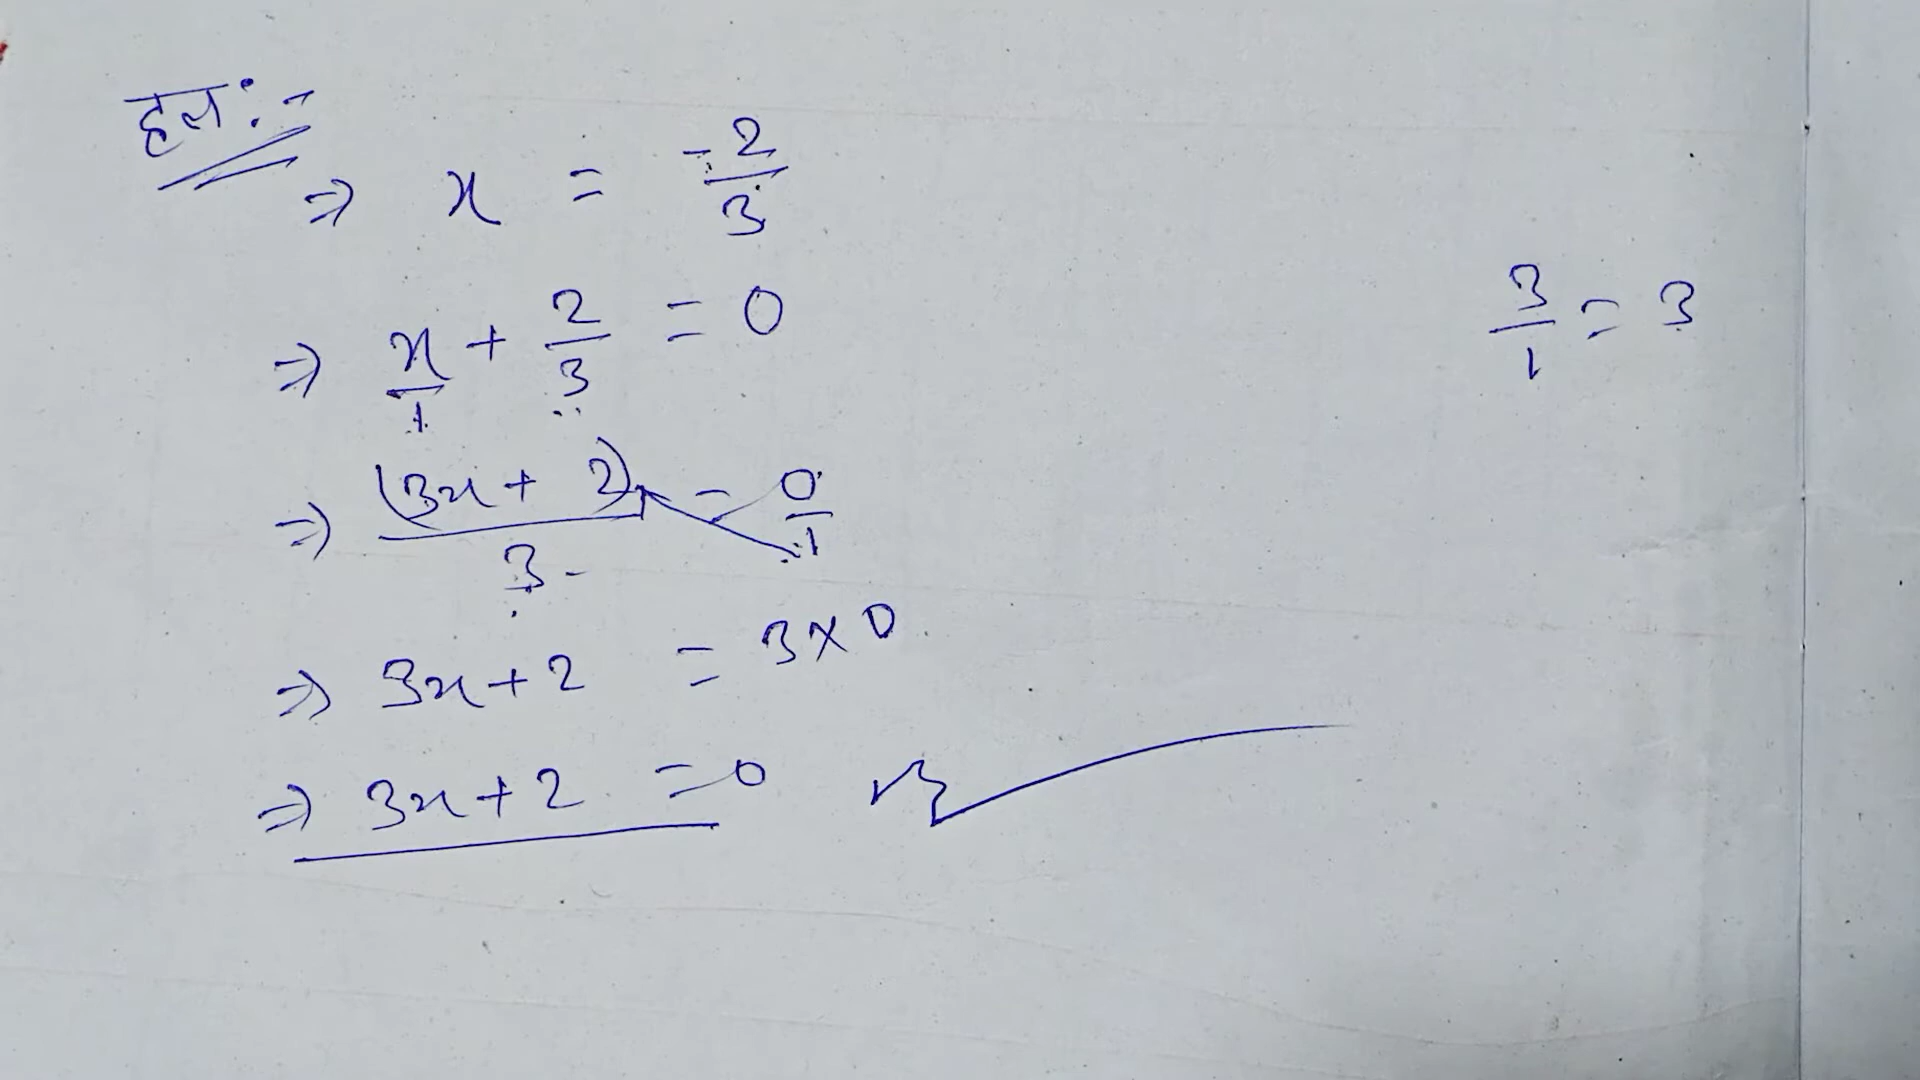 हल :-
⇒ x = -2/3
⇒ x/1 + 2/3 = 0
3/1 = 3
⇒ (3x + 2)/3 = 0/1
⇒ 3x + 2 = 3 × 0
⇒ 3x + 2 = 0